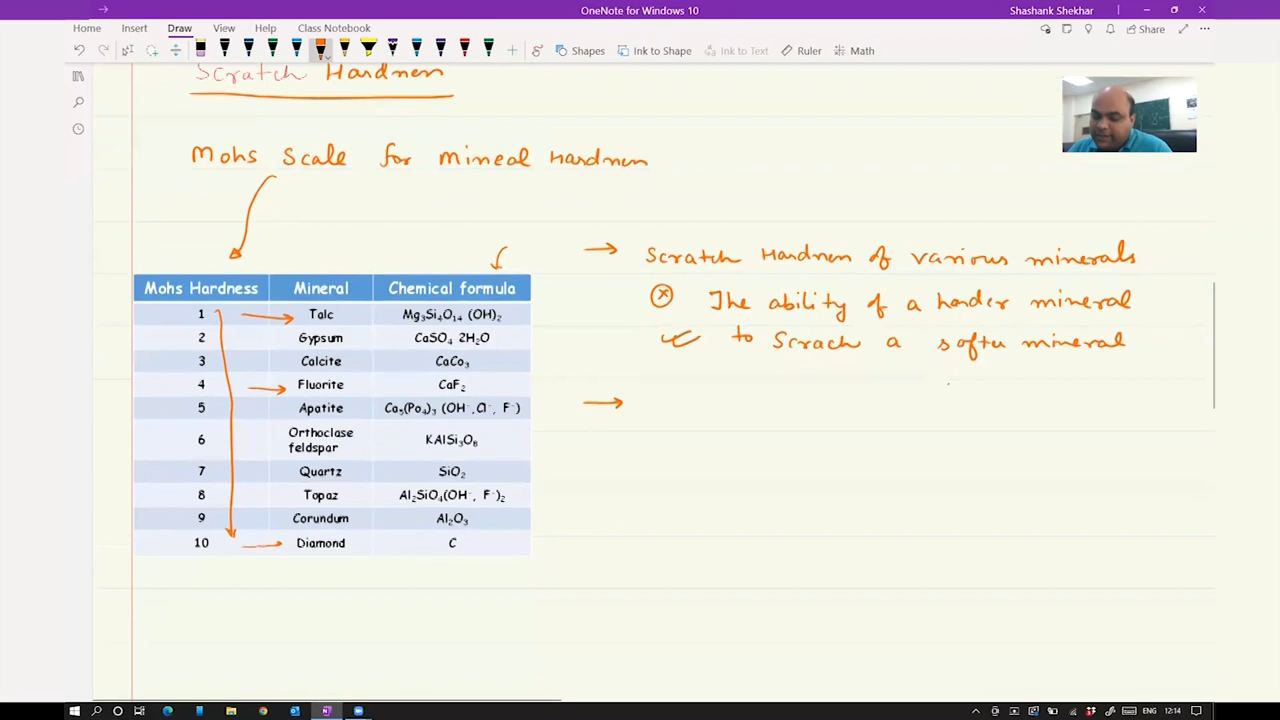 OneNote for Windows 10
Shashank Shekhar
Home Insert Draw View Help Class Notebook
Share
Shapes Ink to Shape Ink to Text Ruler Math
Scratch Hardnen
Mohs Scale for mineal Hardnen
Mohs Hardness Mineral Chemical formula
1 Talc Mg₃Si₄O₁₄ (OH)₂
2 Gypsum CaSO₄ 2H₂O
3 Calcite CaCo₃
4 Fluorite CaF₂
5 Apatite Ca₅(Po₄)₃ (OH⁻,Cl⁻, F⁻)
6 Orthoclase feldspar KAlSi₃O₈
7 Quartz SiO₂
8 Topaz Al₂SiO₄(OH⁻, F⁻)₂
9 Corundum Al₂O₃
10 Diamond C
→ Scratch Hardnen of various minerals
The ability of a harder mineral
to Scrach a softer mineral
→
ENG 12:14